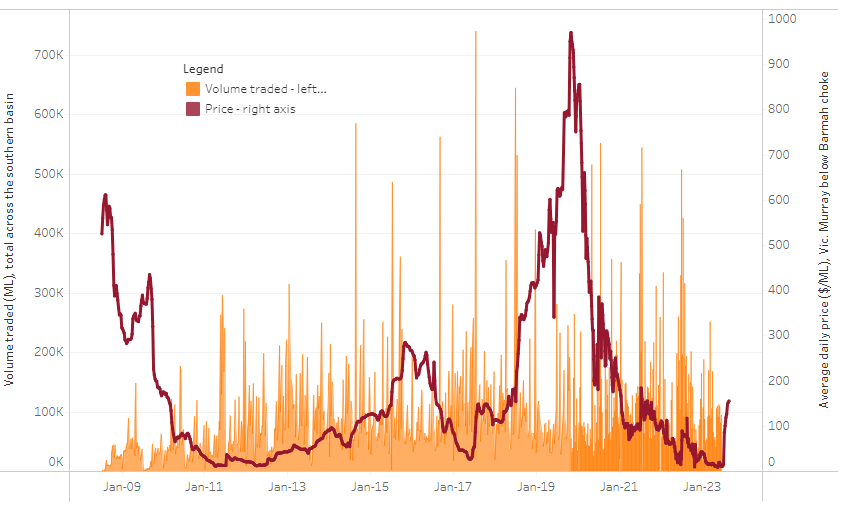 Volume traded (ML), total across the southern basin
700K
600K
500K
400K
300K
200K
100K
0K
Legend
Volume traded - left...
Price - right axis
1000
900
800
700
600
500
400
300
200
100
0
Average daily price ($/ML), Vic. Murray below Barmah choke
Jan-09
Jan-11
Jan-13
Jan-15
Jan-17
Jan-19
Jan-21
Jan-23